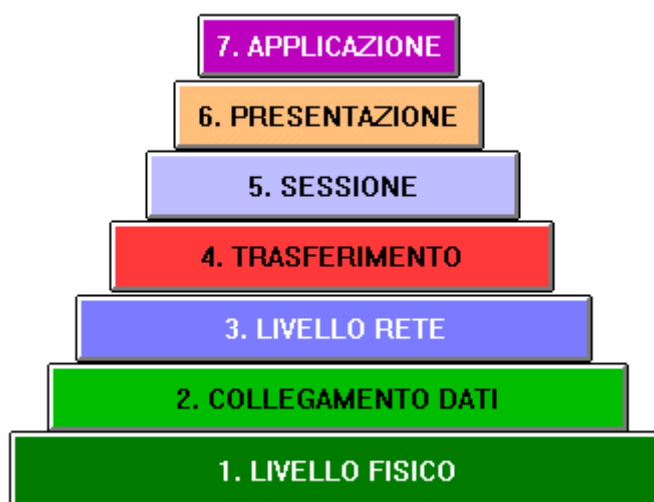 7. APPLICAZIONE
6. PRESENTAZIONE
5. SESSIONE
4. TRASFERIMENTO
3. LIVELLO RETE
2. COLLEGAMENTO DATI
1. LIVELLO FISICO